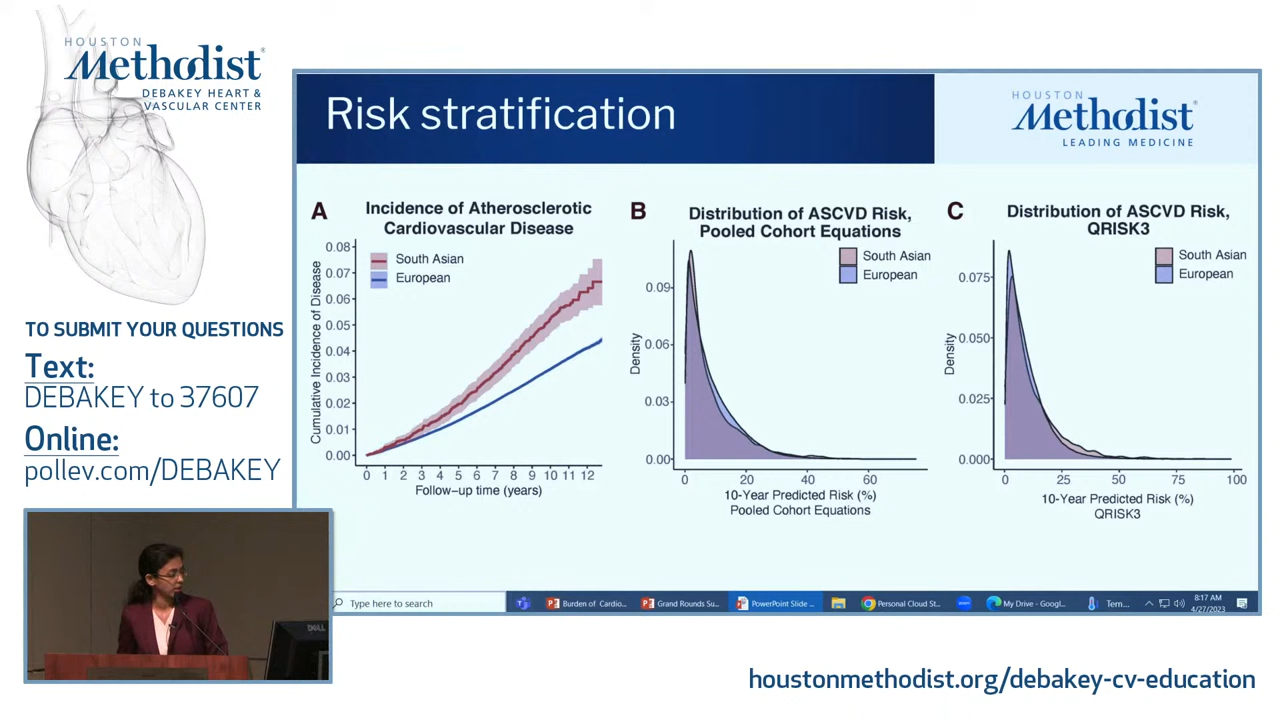 HOUSTON
Methodist®
DEBAKEY HEART &
VASCULAR CENTER
TO SUBMIT YOUR QUESTIONS
Text:
DEBAKEY to 37607
Online:
pollev.com/DEBAKEY
Risk stratification
HOUSTON
Methodist®
LEADING MEDICINE
A
Incidence of Atherosclerotic
Cardiovascular Disease
South Asian
European
Cumulative Incidence of Disease
0.08
0.07
0.06
0.05
0.04
0.03
0.02
0.01
0.00
0 1 2 3 4 5 6 7 8 9 10 11 12
Follow-up time (years)
B
Distribution of ASCVD Risk,
Pooled Cohort Equations
South Asian
European
Density
0.09
0.06
0.03
0.00
0 20 40 60
10-Year Predicted Risk (%)
Pooled Cohort Equations
C
Distribution of ASCVD Risk,
QRISK3
South Asian
European
Density
0.075
0.050
0.025
0.000
0 25 50 75 100
10-Year Predicted Risk (%)
QRISK3
Type here to search
Burden of Cardio...
Grand Rounds Su...
PowerPoint Slide ...
Personal Cloud St...
zoom
My Drive - Googl...
Tem...
8:17 AM
4/27/2023
DELL
houstonmethodist.org/debakey-cv-education